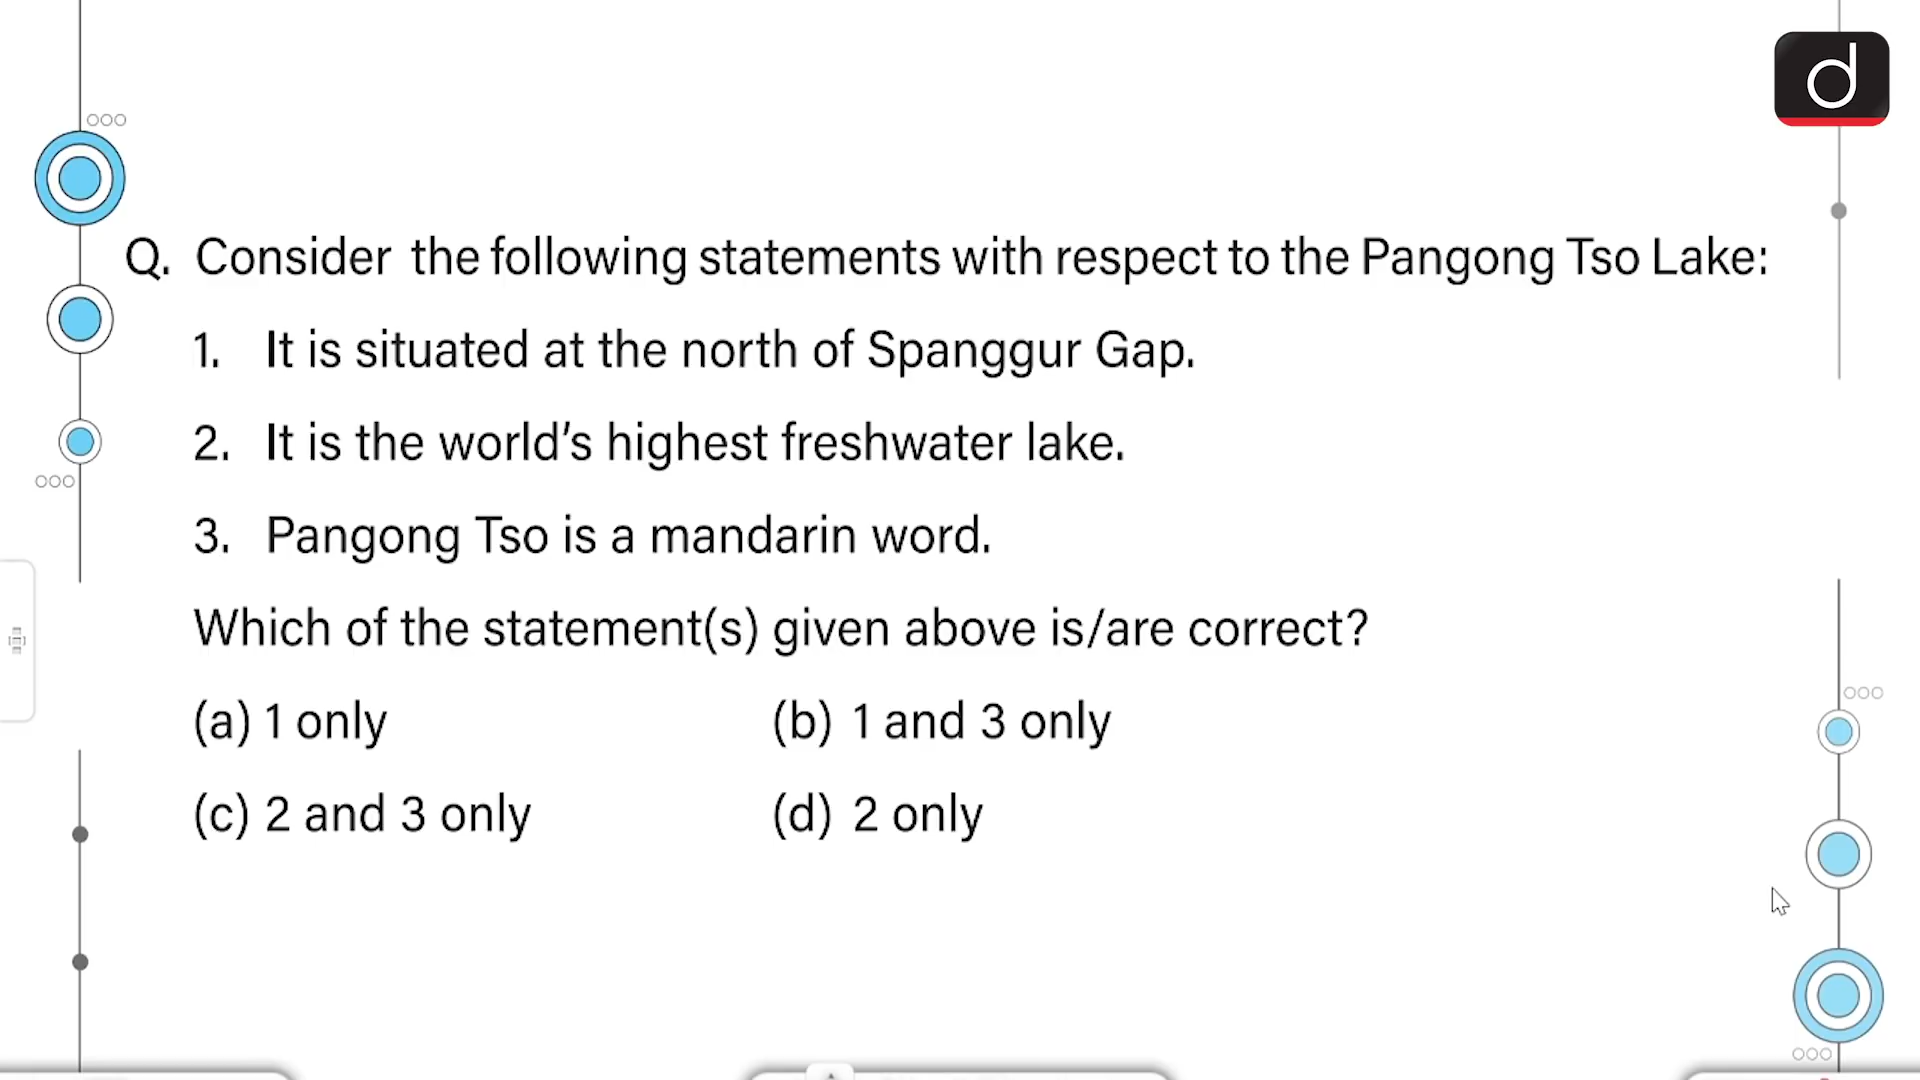 d
Q. Consider the following statements with respect to the Pangong Tso Lake:
1. It is situated at the north of Spanggur Gap.
2. It is the world's highest freshwater lake.
3. Pangong Tso is a mandarin word.
Which of the statement(s) given above is/are correct?
(a) 1 only (b) 1 and 3 only
(c) 2 and 3 only (d) 2 only